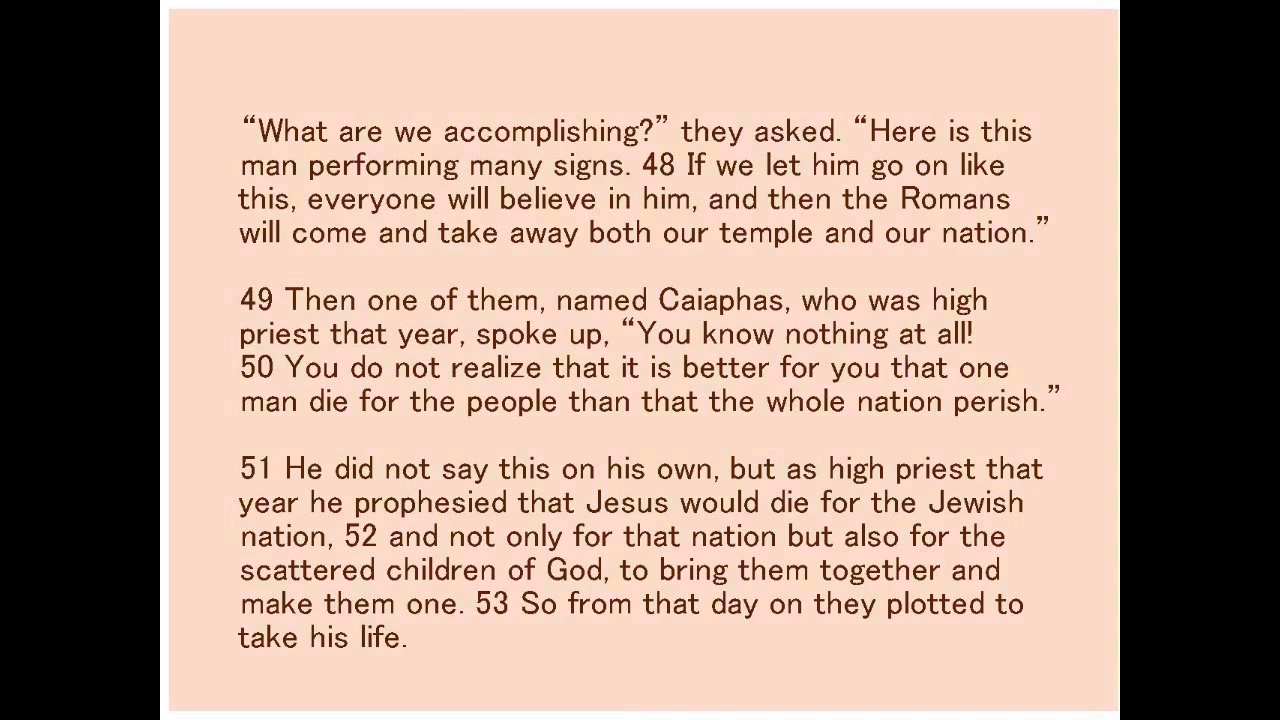 “What are we accomplishing?” they asked. “Here is this
man performing many signs. 48 If we let him go on like
this, everyone will believe in him, and then the Romans
will come and take away both our temple and our nation.”
49 Then one of them, named Caiaphas, who was high
priest that year, spoke up, “You know nothing at all!
50 You do not realize that it is better for you that one
man die for the people than that the whole nation perish.”
51 He did not say this on his own, but as high priest that
year he prophesied that Jesus would die for the Jewish
nation, 52 and not only for that nation but also for the
scattered children of God, to bring them together and
make them one. 53 So from that day on they plotted to
take his life.